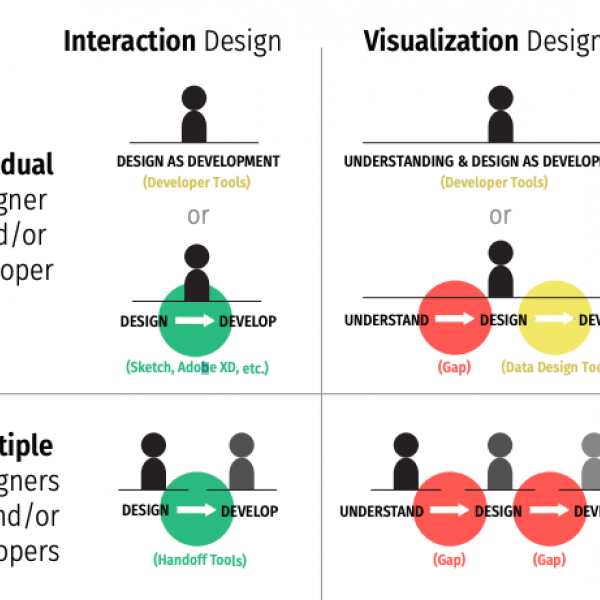 Interaction Design
Visualization Design
dual
gner
d/or
oper
DESIGN AS DEVELOPMENT
(Developer Tools)
or
DESIGN DEVELOP
(Sketch, Adobe XD, etc.)
UNDERSTANDING & DESIGN AS DEVELOP
(Developer Tools)
or
UNDERSTAND DESIGN DEV
(Gap) (Data Design Too
tiple
gners
nd/or
opers
DESIGN DEVELOP
(Handoff Tools)
UNDERSTAND DESIGN DEVE
(Gap) (Gap)